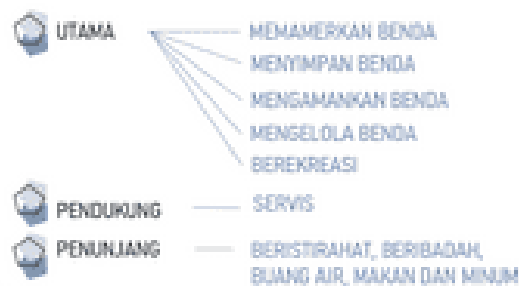 UTAMA
MEMAMERKAN BENDA
MENYIMPAN BENDA
MENGAMANKAN BENDA
MENGELOLA BENDA
BEREKREASI
PENDUKUNG
SERVIS
PENUNJANG
BERISTIRAHAT, BERIBADAH,
BUANG AIR, MAKAN DAN MINUM